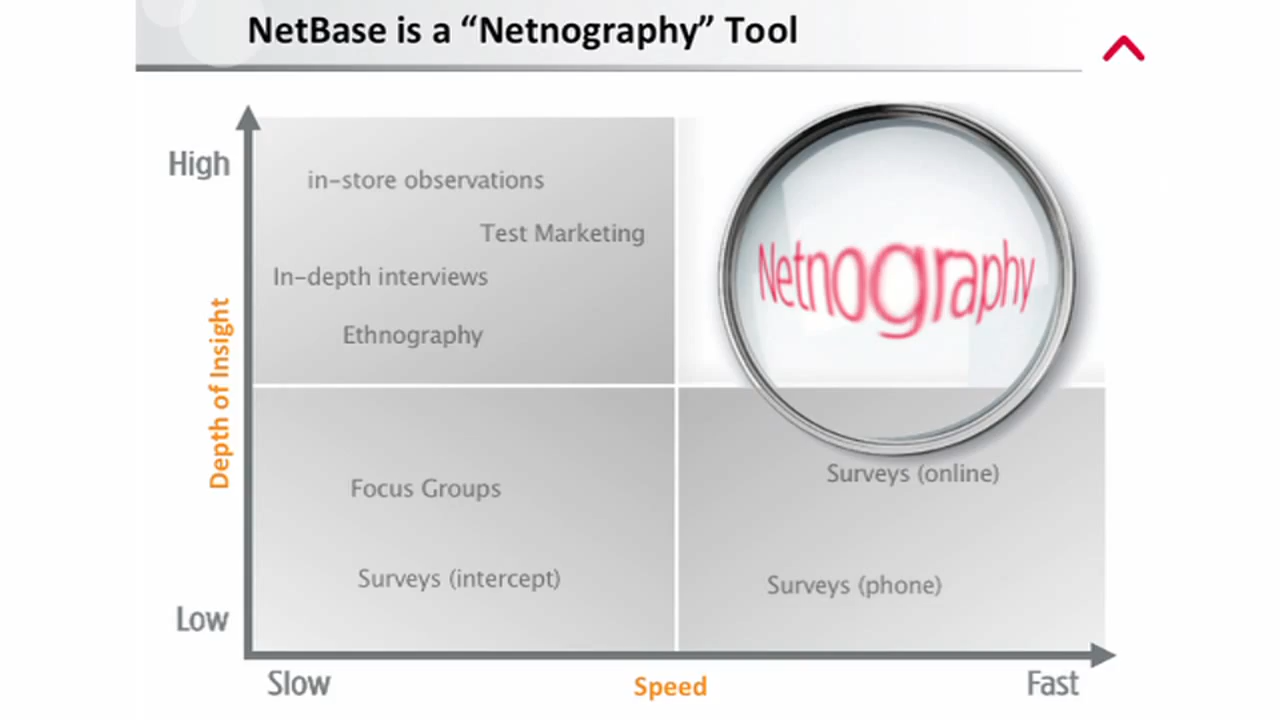 NetBase is a “Netnography” Tool
High
in-store observations
Test Marketing
In-depth interviews
Ethnography
Netnography
Depth of Insight
Focus Groups
Surveys (online)
Surveys (intercept)
Surveys (phone)
Low
Slow
Speed
Fast